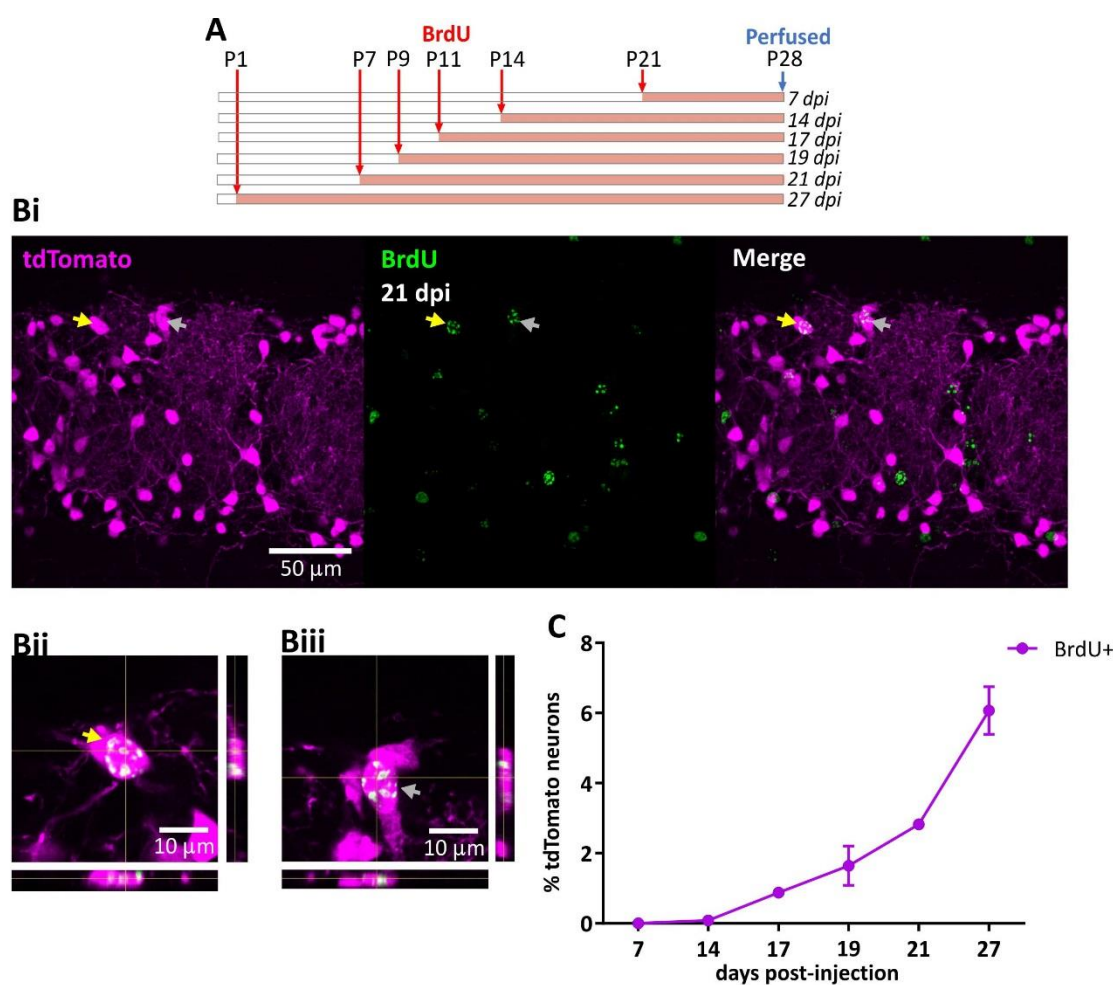 A
BrdU
Perfused
P1 P7 P9 P11 P14 P21 P28
7 dpi
14 dpi
17 dpi
19 dpi
21 dpi
27 dpi
Bi
tdTomato
BrdU
21 dpi
Merge
50 µm
Bii
10 µm
Biii
10 µm
C
BrdU+
% tdTomato neurons
8
6
4
2
0
7 14 17 19 21 27
days post-injection